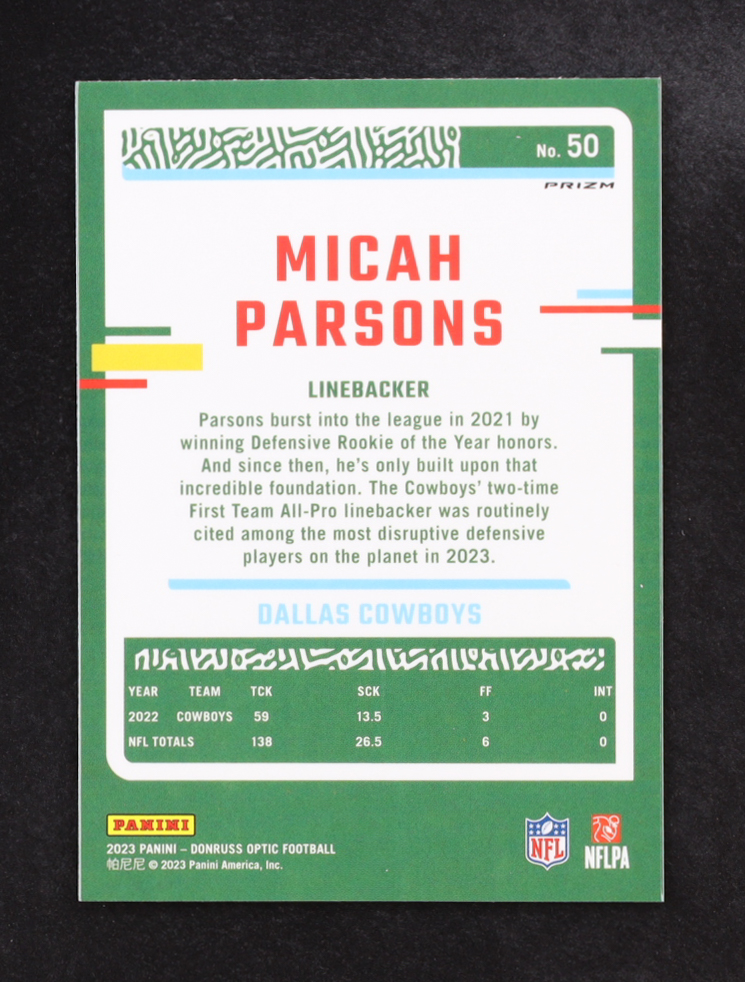 No. 50
PRIZM
MICAH
PARSONS
LINEBACKER
Parsons burst into the league in 2021 by
winning Defensive Rookie of the Year honors.
And since then, he's only built upon that
incredible foundation. The Cowboys' two-time
First Team All-Pro linebacker was routinely
cited among the most disruptive defensive
players on the planet in 2023.
DALLAS COWBOYS
YEAR TEAM TCK SCK FF INT
2022 COWBOYS 59 13.5 3 0
NFL TOTALS 138 26.5 6 0
PANINI
2023 PANINI – DONRUSS OPTIC FOOTBALL
帕尼尼 © 2023 Panini America, Inc.
NFL
NFLPA